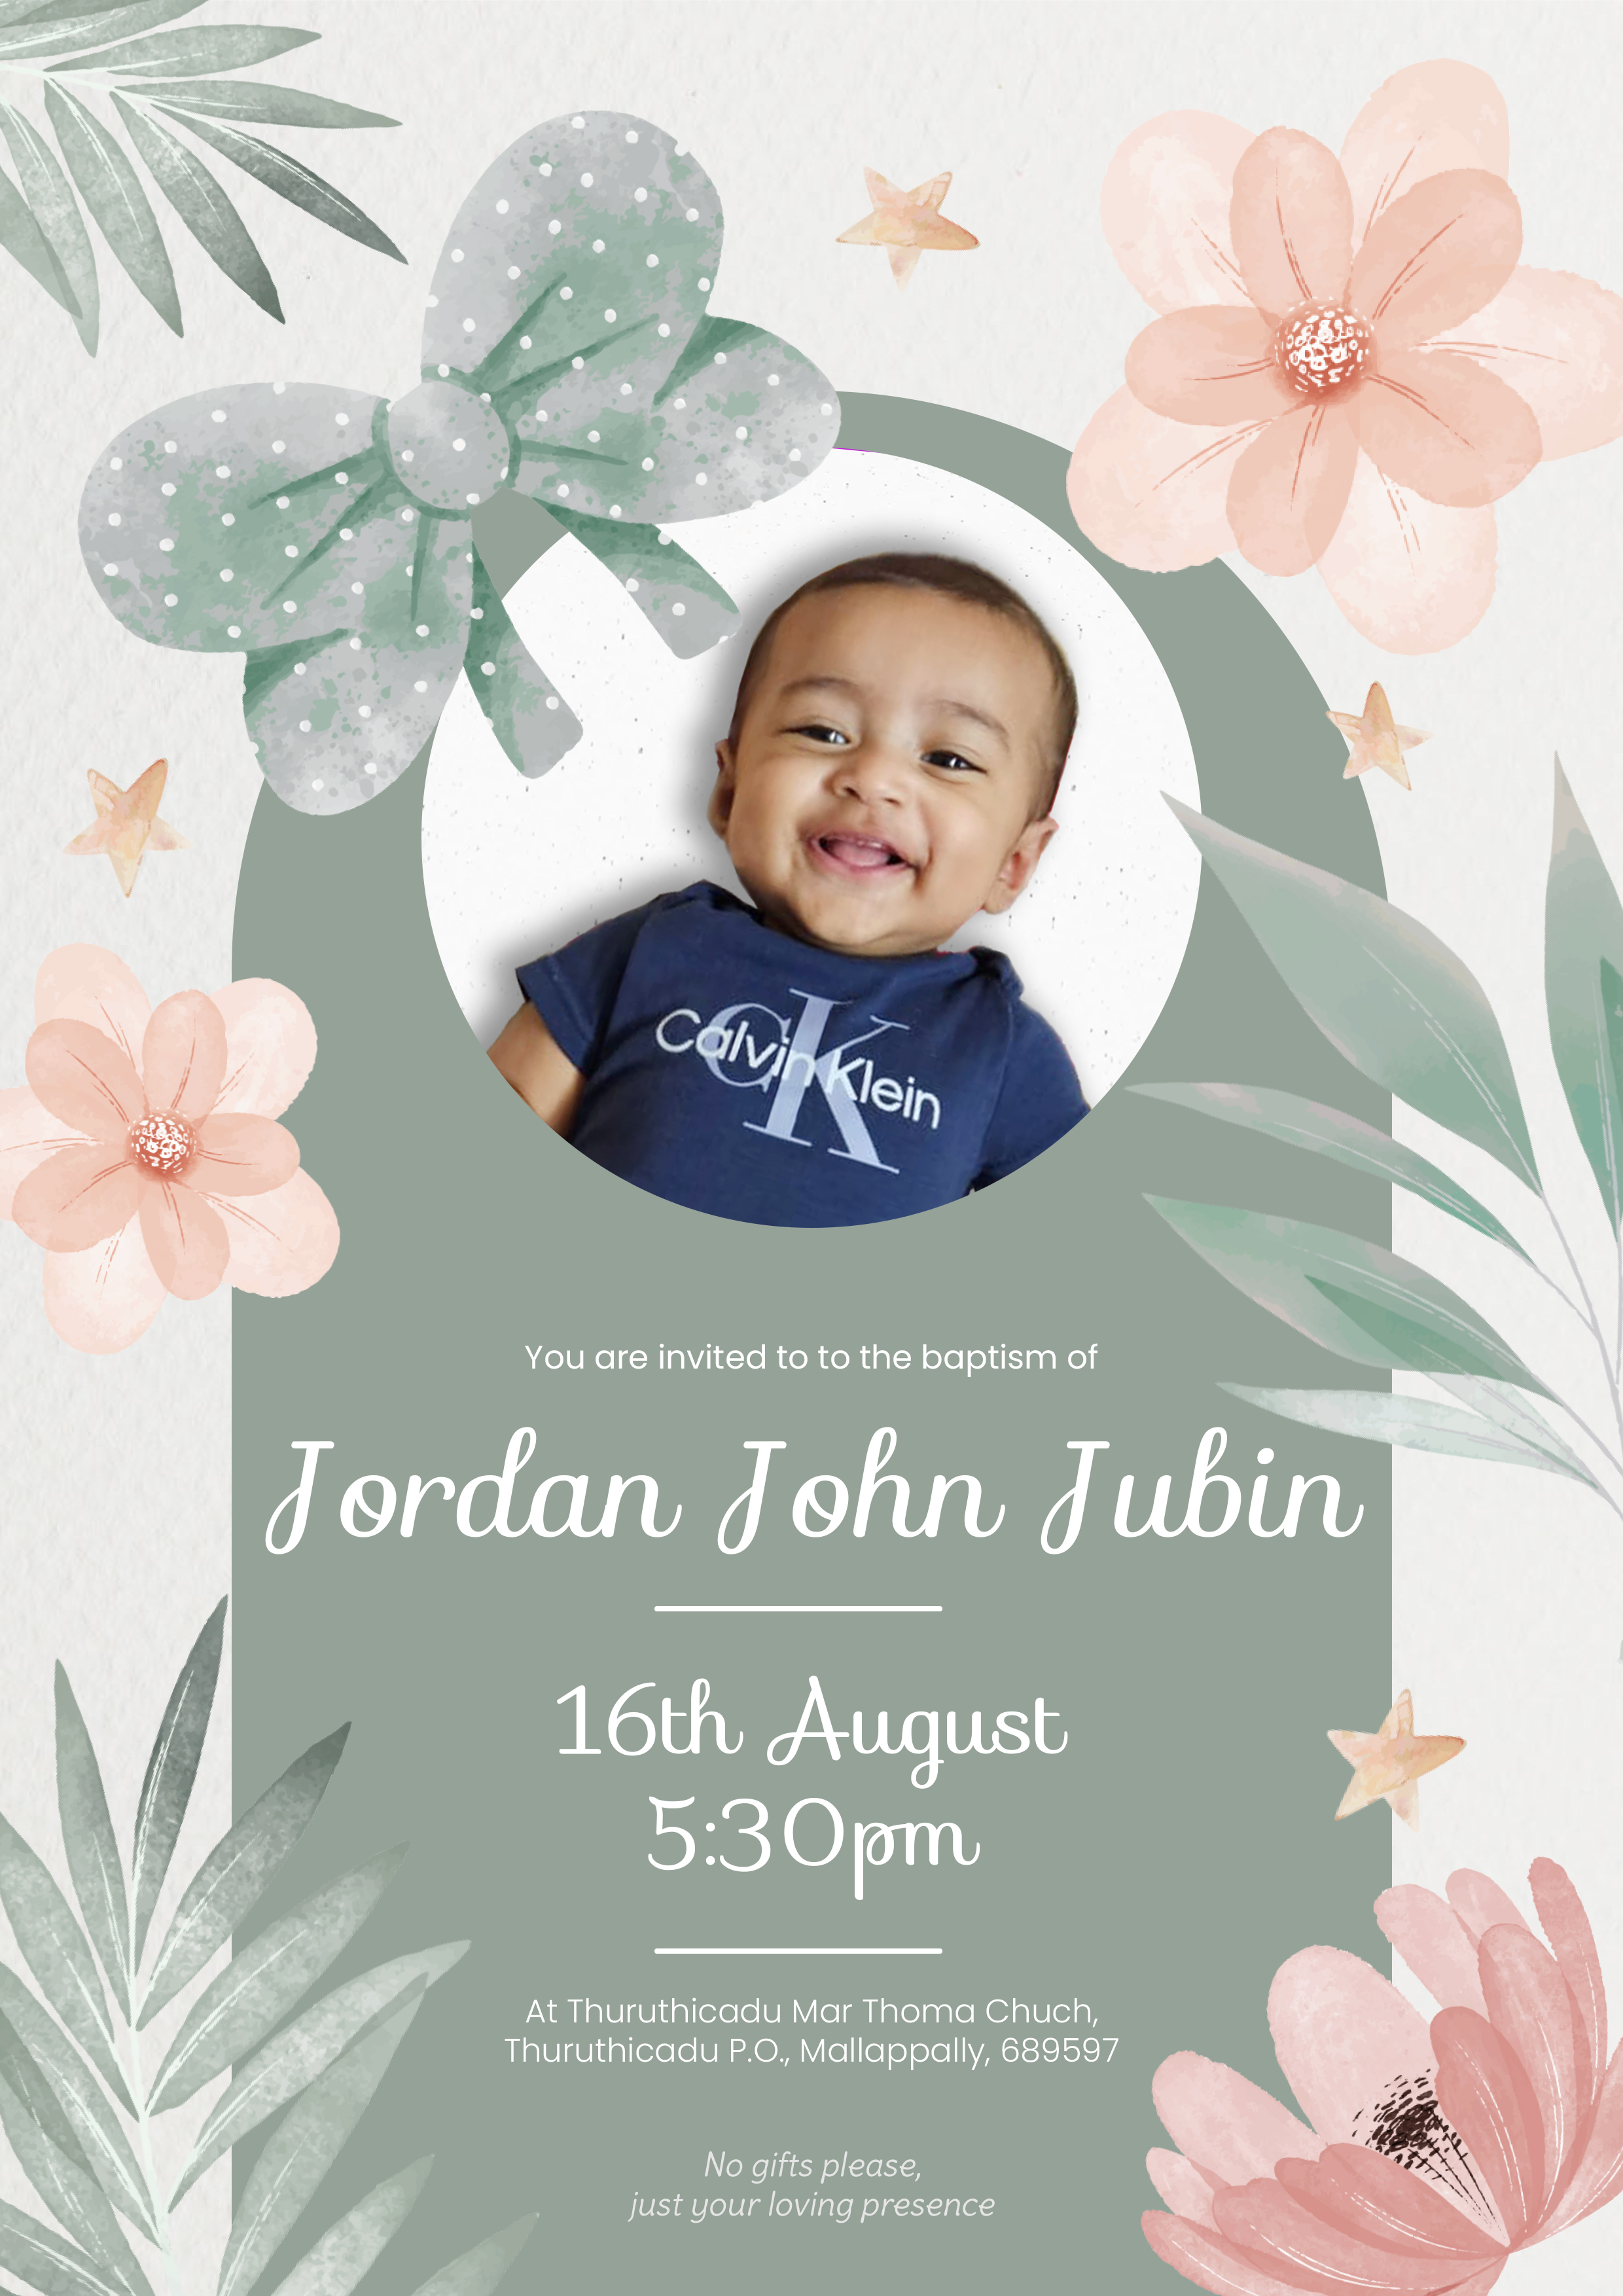 CK
Calvin Klein
You are invited to to the baptism of
Jordan John Jubin
16th August
5:30pm
At Thuruthicadu Mar Thoma Chuch,
Thuruthicadu P.O., Mallappally, 689597
No gifts please,
just your loving presence